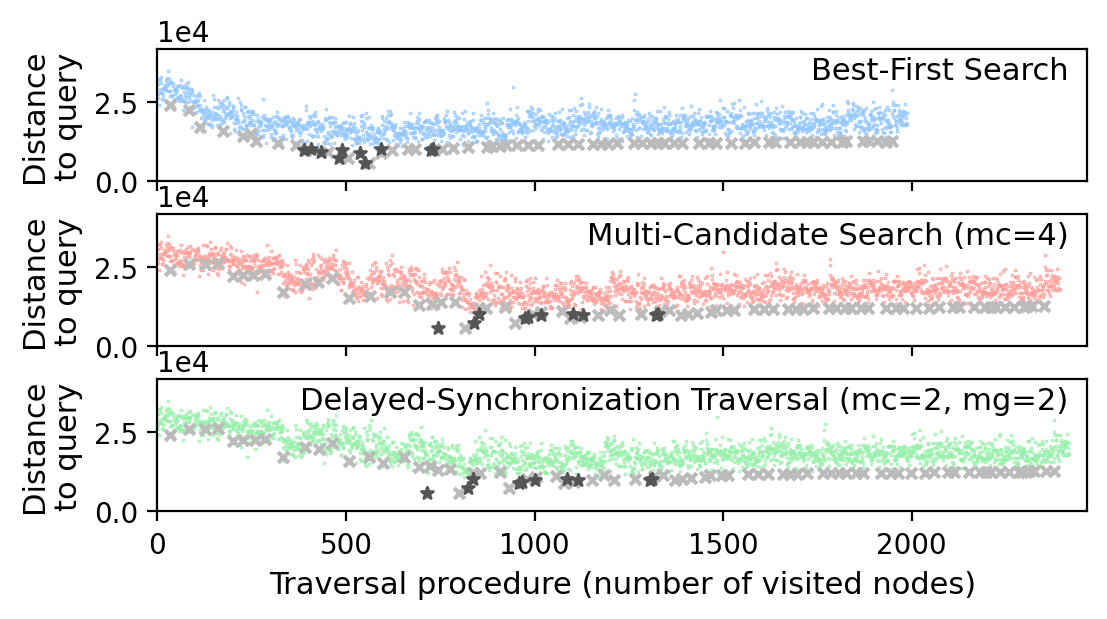 1e4
Best-First Search
Distance
to query
2.5
0.0
1e4
Multi-Candidate Search (mc=4)
Distance
to query
2.5
0.0
1e4
Delayed-Synchronization Traversal (mc=2, mg=2)
Distance
to query
2.5
0.0
0 500 1000 1500 2000
Traversal procedure (number of visited nodes)